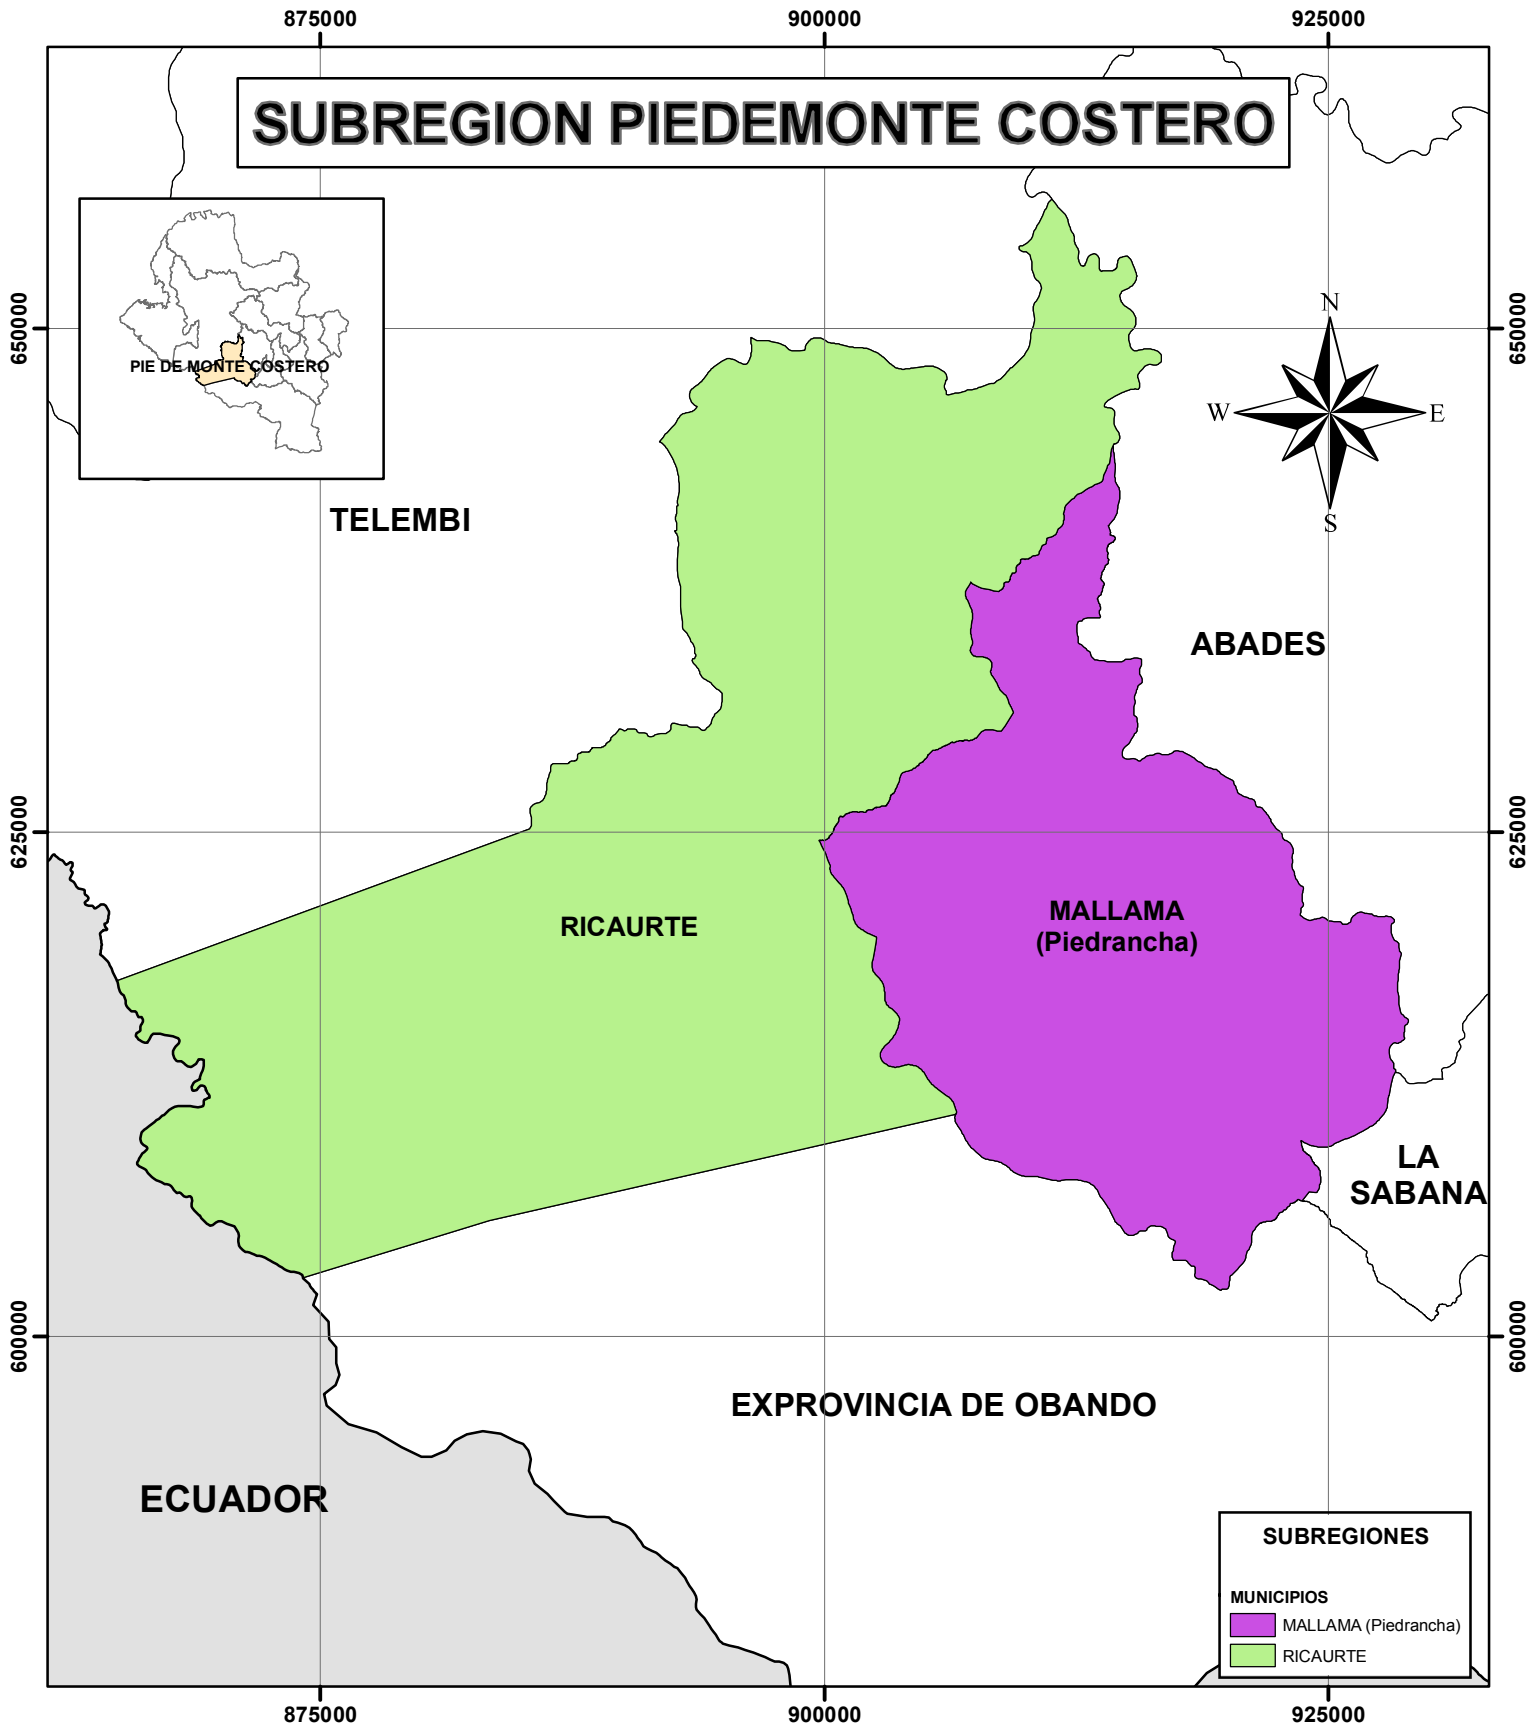 875000
900000
925000
SUBREGION PIEDEMONTE COSTERO
650000
650000
PIE DE MONTE COSTERO
N
W
E
S
TELEMBI
ABADES
625000
625000
RICAURTE
MALLAMA
(Piedrancha)
LA
SABANA
600000
600000
EXPROVINCIA DE OBANDO
ECUADOR
SUBREGIONES
MUNICIPIOS
MALLAMA (Piedrancha)
RICAURTE
875000
900000
925000